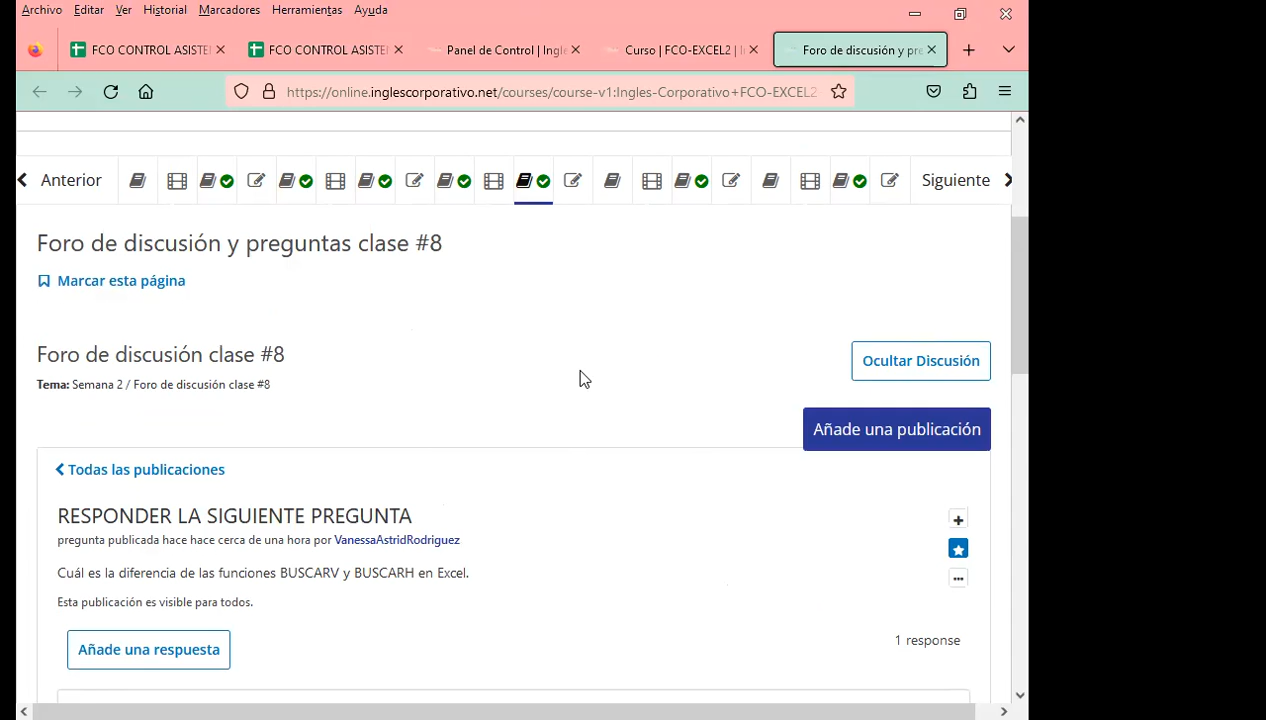 Archivo Editar Ver Historial Marcadores Herramientas Ayuda
FCO CONTROL ASISTE FCO CONTROL ASISTE Panel de Control | Ingle Curso | FCO-EXCEL2 | I Foro de discusión y pre
https://online.inglescorporativo.net/courses/course-v1:Ingles-Corporativo+FCO-EXCEL2
Anterior Siguiente
Foro de discusión y preguntas clase #8
Marcar esta página
Foro de discusión clase #8
Ocultar Discusión
Tema: Semana 2 / Foro de discusión clase #8
Añade una publicación
Todas las publicaciones
RESPONDER LA SIGUIENTE PREGUNTA
pregunta publicada hace hace cerca de una hora por VanessaAstridRodriguez
Cuál es la diferencia de las funciones BUSCARV y BUSCARH en Excel.
Esta publicación es visible para todos.
Añade una respuesta
1 response